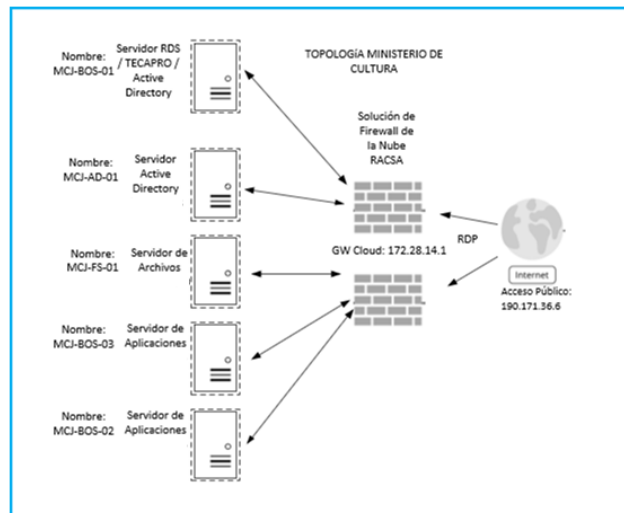 Nombre:
MCJ-BOS-01
Servidor RDS
/ TECAPRO /
Active
Directory
TOPOLOGíA MINISTERIO DE
CULTURA
Solución de
Firewall de
la Nube
RACSA
Nombre:
MCJ-AD-01
Servidor
Active
Directory
Nombre:
MCJ-FS-01
Servidor de
Archivos
GW Cloud: 172.28.14.1
RDP
Internet
Acceso Público:
190.171.36.6
Nombre:
MCJ-BOS-03
Servidor de
Aplicaciones
Nombre:
MCJ-BOS-02
Servidor de
Aplicaciones